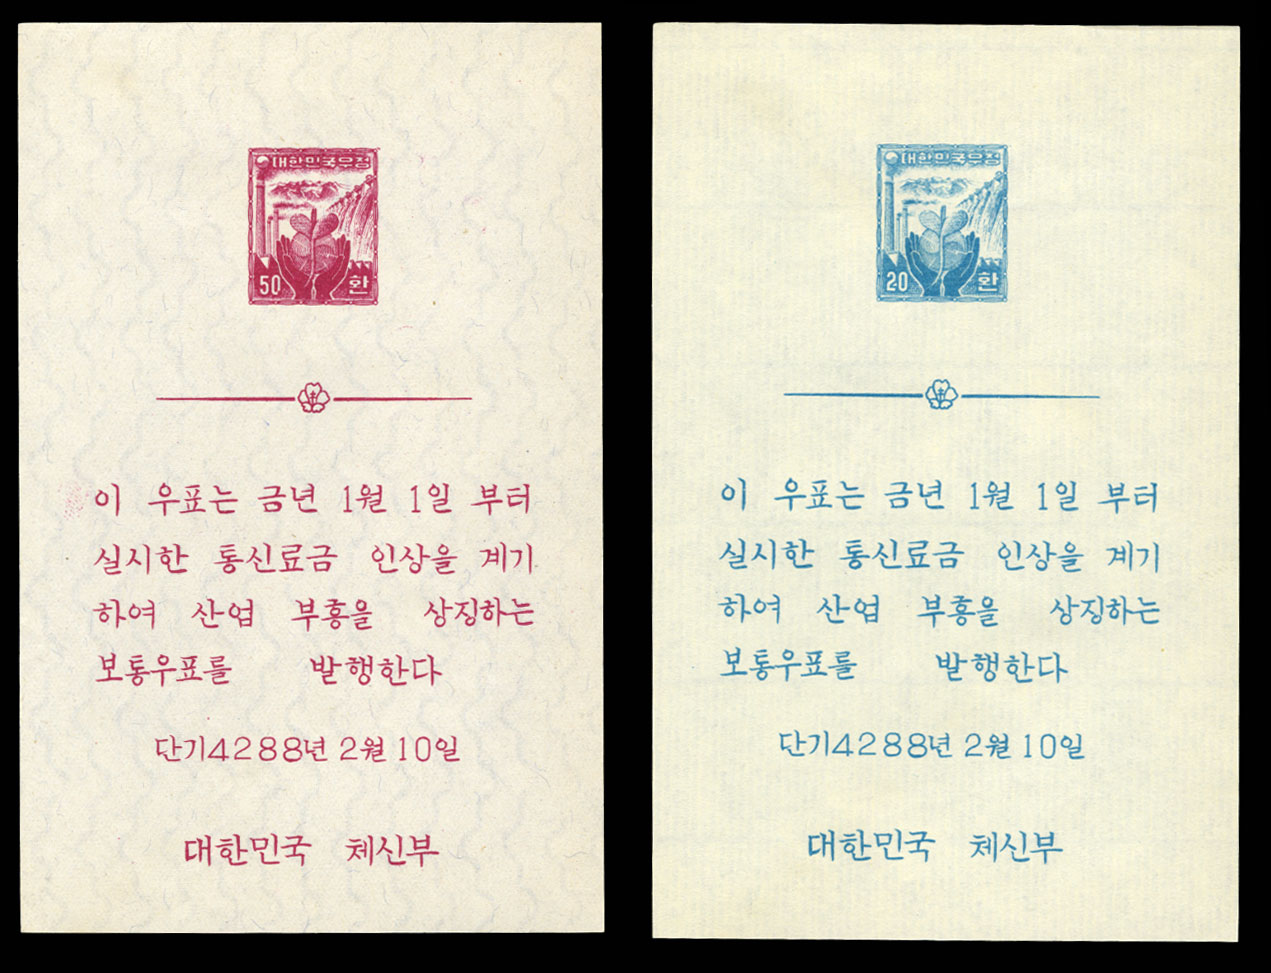 대한민국우정
50 환
이 우표는 금년 1월 1일 부터
실시한 통신료금 인상을 계기
하여 산업 부흥을 상징하는
보통우표를 발행한다
단기4288년 2월 10일
대한민국 체신부
대한민국우정
20 환
이 우표는 금년 1월 1일 부터
실시한 통신료금 인상을 계기
하여 산업 부흥을 상징하는
보통우표를 발행한다
단기4288년 2월 10일
대한민국 체신부